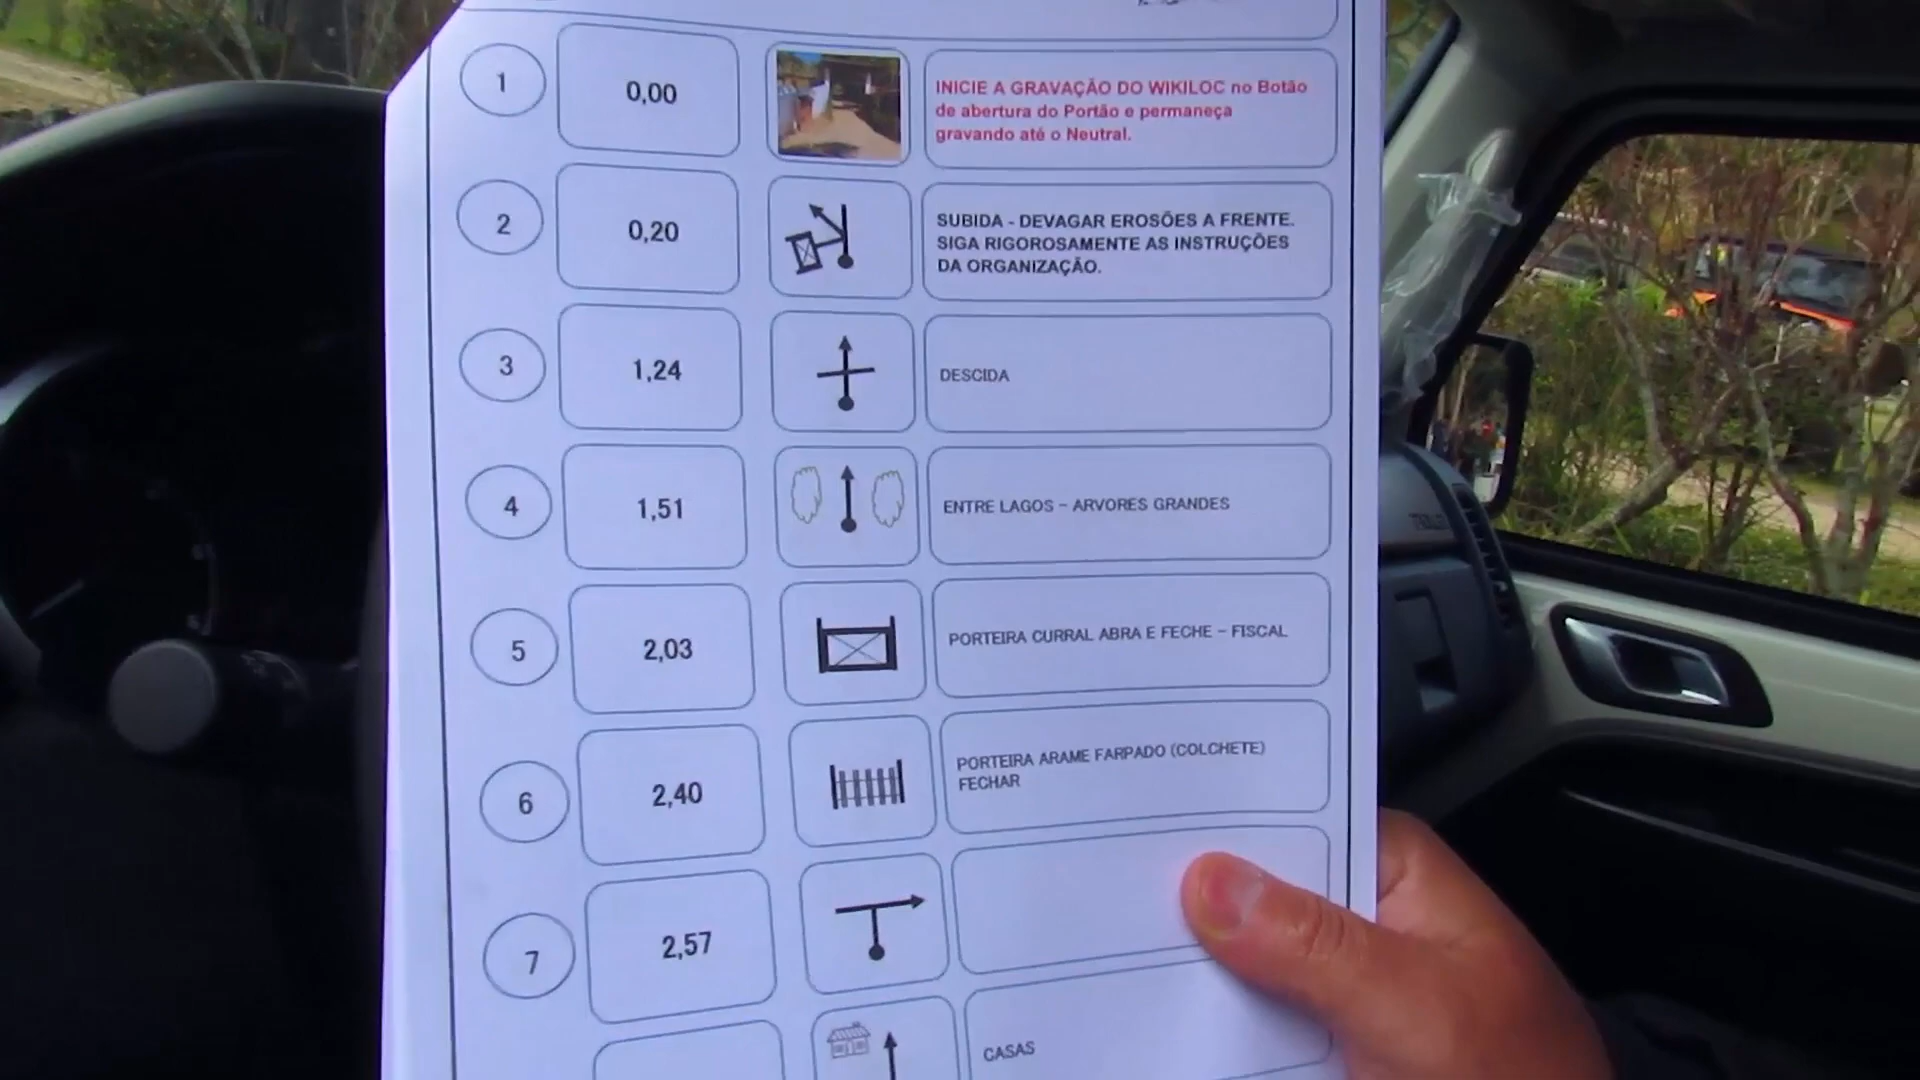 1
0,00
INICIE A GRAVAÇÃO DO WIKILOC no Botão
de abertura do Portão e permaneça
gravando até o Neutral.
2
0,20
SUBIDA - DEVAGAR EROSÕES A FRENTE.
SIGA RIGOROSAMENTE AS INSTRUÇÕES
DA ORGANIZAÇÃO.
3
1,24
DESCIDA
4
1,51
ENTRE LAGOS – ARVORES GRANDES
5
2,03
PORTEIRA CURRAL ABRA E FECHE – FISCAL
6
2,40
PORTEIRA ARAME FARPADO (COLCHETE)
FECHAR
7
2,57
CASAS